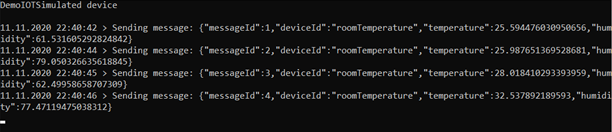 DemoIOTSimulated device
11.11.2020 22:40:42 > Sending message: {"messageId":1,"deviceId":"roomTemperature","temperature":25.594476030950656,"hum
idity":61.531605292824842}
11.11.2020 22:40:44 > Sending message: {"messageId":2,"deviceId":"roomTemperature","temperature":25.987651369528681,"hum
idity":79.050326635618845}
11.11.2020 22:40:45 > Sending message: {"messageId":3,"deviceId":"roomTemperature","temperature":28.018410293393959,"hum
idity":62.49958658707309}
11.11.2020 22:40:46 > Sending message: {"messageId":4,"deviceId":"roomTemperature","temperature":32.537892189593,"humidi
ty":77.47119475038312}